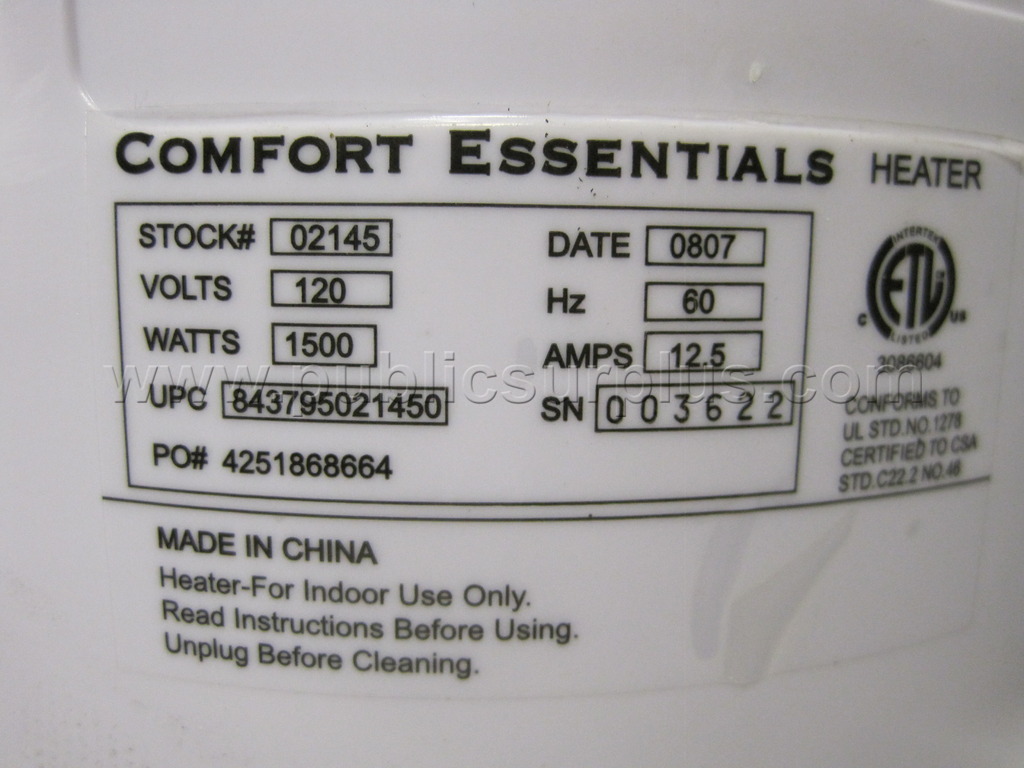 COMFORT ESSENTIALS HEATER
STOCK# 02145 DATE 0807
VOLTS 120 Hz 60
WATTS 1500 AMPS 12.5
UPC 843795021450 SN 003622
PO# 4251868664
INTERTEK
ETL
LISTED
C US
3086604
CONFORMS TO
UL STD.NO.1278
CERTIFIED TO CSA
STD.C22.2 NO.46
MADE IN CHINA
Heater-For Indoor Use Only.
Read Instructions Before Using.
Unplug Before Cleaning.
www.publicsurplus.com